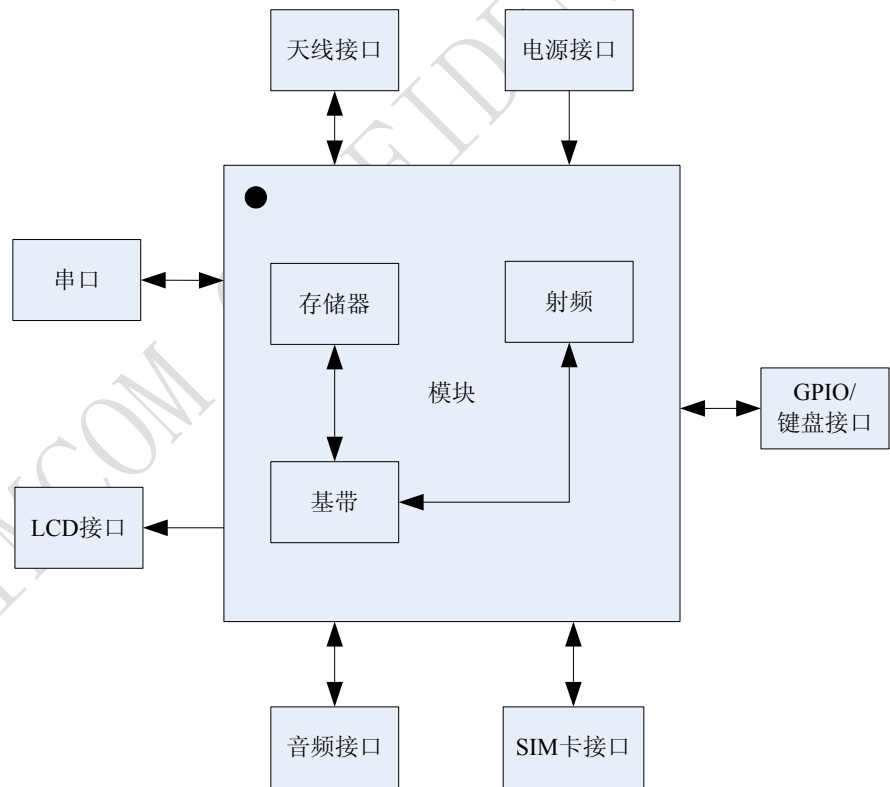 天线接口
电源接口
串口
存储器
射频
模块
GPIO/
键盘接口
基带
LCD接口
音频接口
SIM卡接口